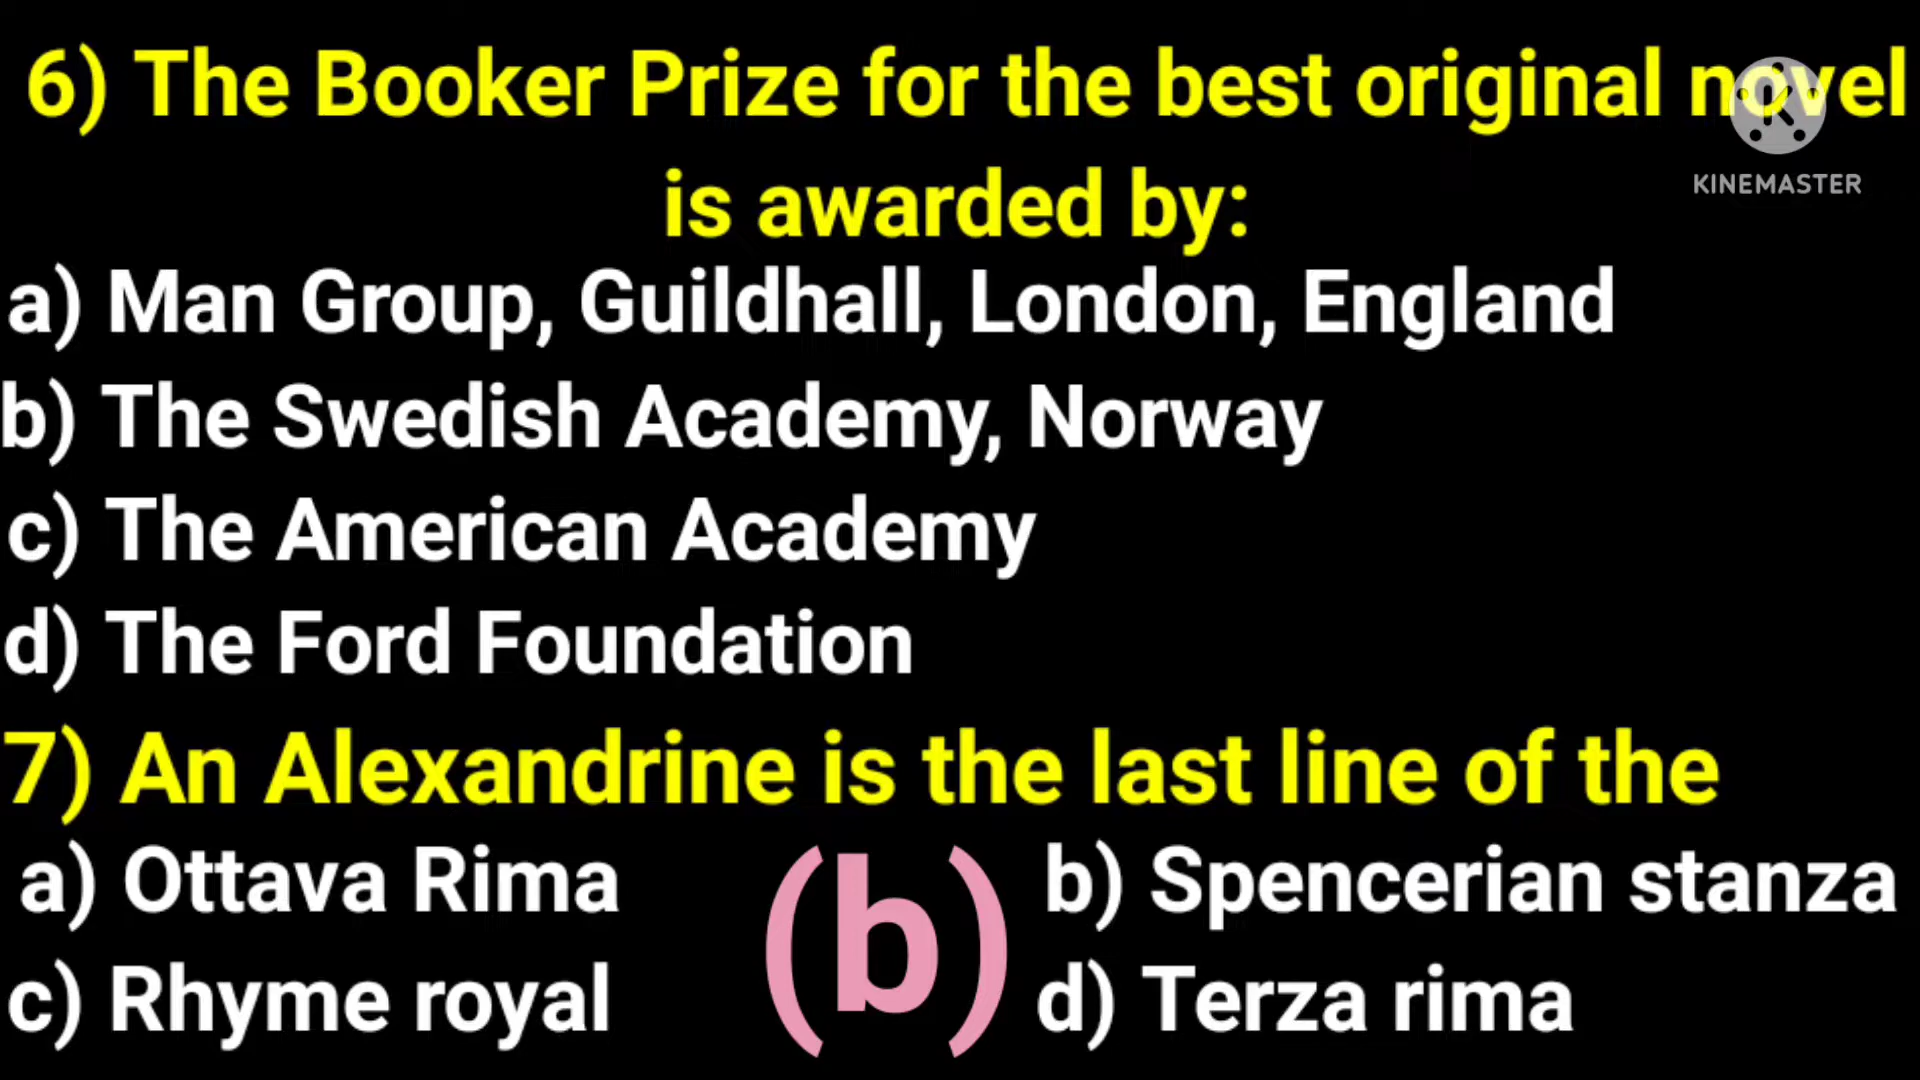 6) The Booker Prize for the best original novel
is awarded by:
KINEMASTER
a) Man Group, Guildhall, London, England
b) The Swedish Academy, Norway
c) The American Academy
d) The Ford Foundation
7) An Alexandrine is the last line of the
a) Ottava Rima b) Spencerian stanza
(b)
c) Rhyme royal d) Terza rima